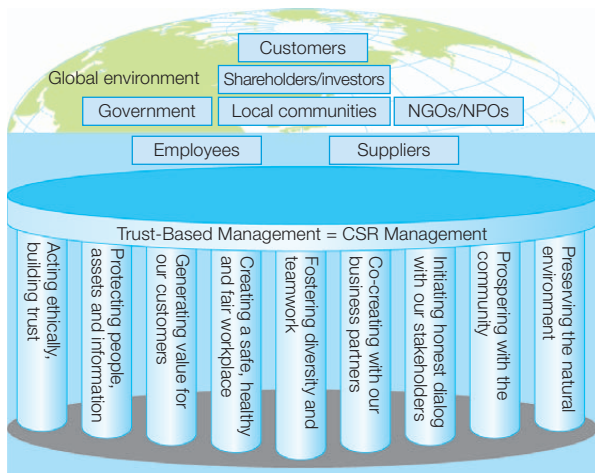 Customers
Global environment
Shareholders/investors
Government
Local communities
NGOs/NPOs
Employees
Suppliers
Trust-Based Management = CSR Management
Acting ethically,
building trust
Protecting people,
assets and information
Generating value for
our customers
Creating a safe, healthy
and fair workplace
Fostering diversity and
teamwork
Co-creating with our
business partners
Initiating honest dialog
with our stakeholders
Prospering with the
community
Preserving the natural
environment